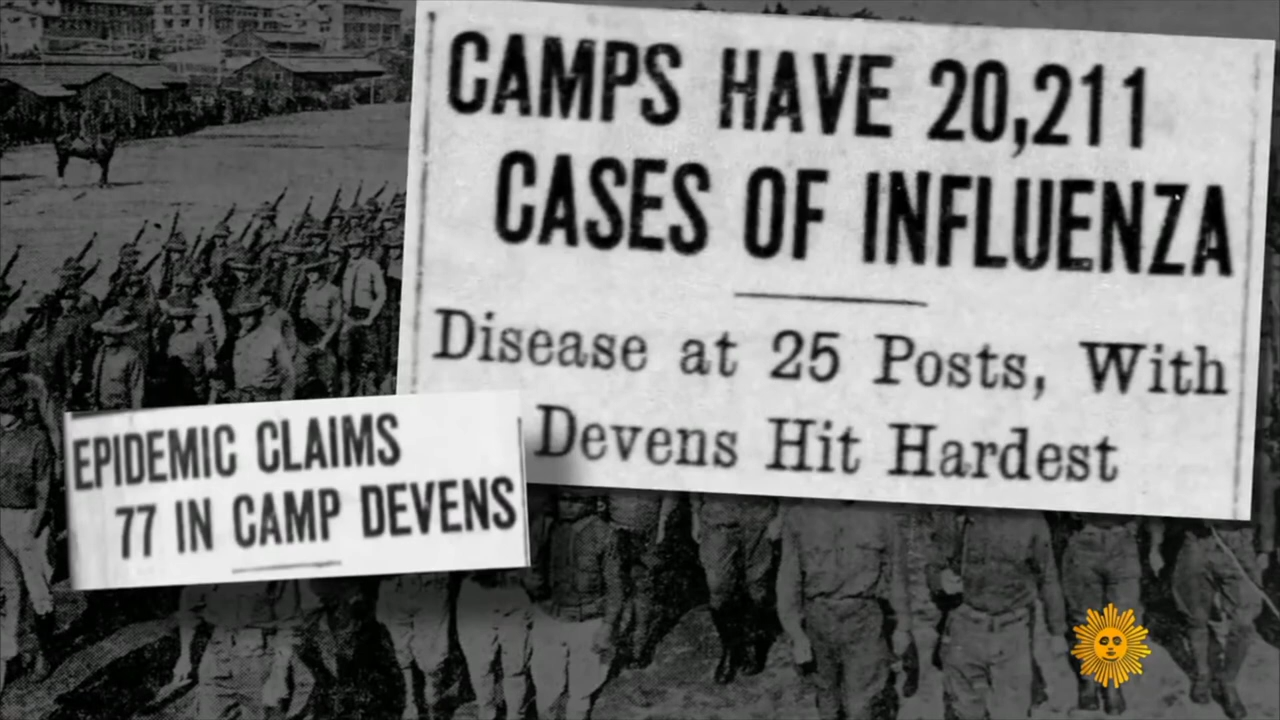 CAMPS HAVE 20,211
CASES OF INFLUENZA
Disease at 25 Posts, With
Devens Hit Hardest
EPIDEMIC CLAIMS
77 IN CAMP DEVENS